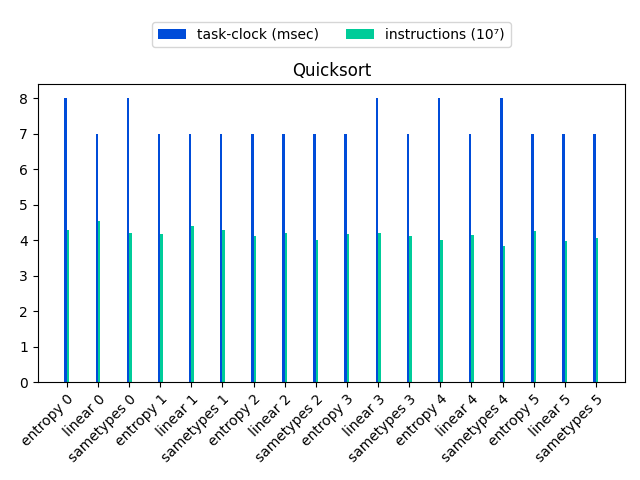 task-clock (msec) instructions (10⁷)
Quicksort
8
7
6
5
4
3
2
1
0
entropy 0
linear 0
sametypes 0
entropy 1
linear 1
sametypes 1
entropy 2
linear 2
sametypes 2
entropy 3
linear 3
sametypes 3
entropy 4
linear 4
sametypes 4
entropy 5
linear 5
sametypes 5